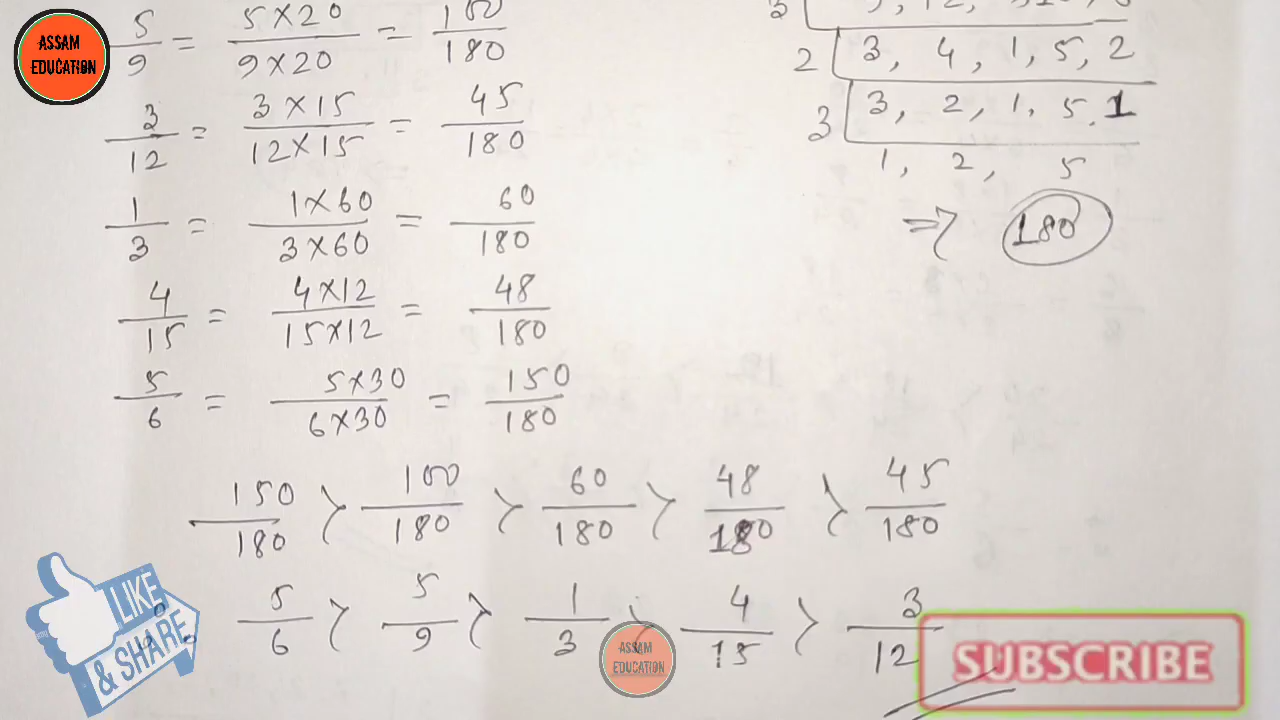 ASSAM
EDUCATION
5/9 = 5×20/9×20 = 100/180
3/12 = 3×15/12×15 = 45/180
1/3 = 1×60/3×60 = 60/180
4/15 = 4×12/15×12 = 48/180
5/6 = 5×30/6×30 = 150/180
2 3, 4, 1, 5, 2
3 3, 2, 1, 5, 1
1, 2, 5
⇒ 180
150/180 > 100/180 > 60/180 > 48/180 > 45/180
5/6 > 5/9 > 1/3 > 4/15 > 3/12
LIKE
& SHARE
ASSAM
EDUCATION
SUBSCRIBE